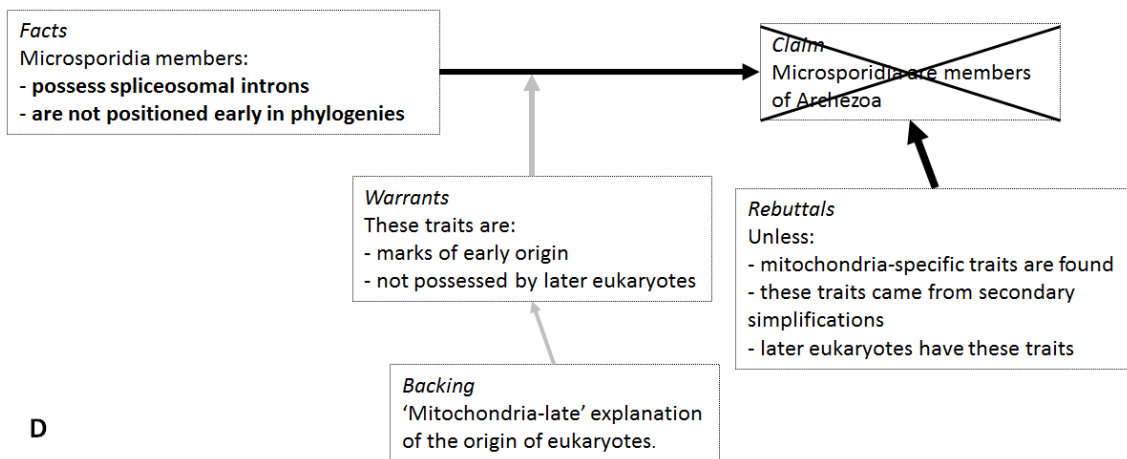 Facts
Microsporidia members:
- possess spliceosomal introns
- are not positioned early in phylogenies
Claim
Microsporidia are members
of Archezoa
Warrants
These traits are:
- marks of early origin
- not possessed by later eukaryotes
Rebuttals
Unless:
- mitochondria-specific traits are found
- these traits came from secondary
simplifications
- later eukaryotes have these traits
Backing
‘Mitochondria-late’ explanation
of the origin of eukaryotes.
D